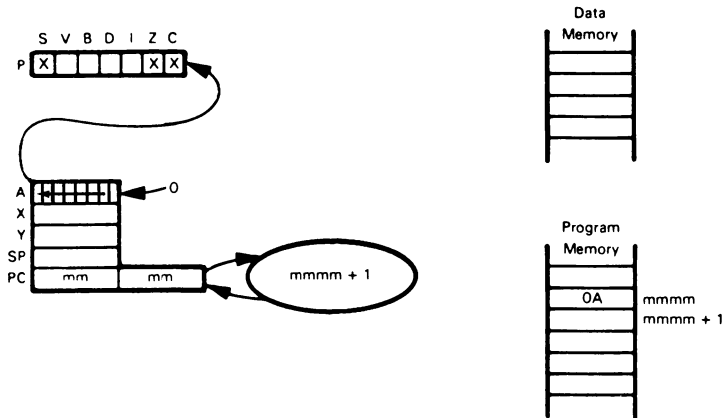 S V B D I Z C
P X X X
A 0
X
Y
SP
PC mm mm
mmmm + 1
Data
Memory
Program
Memory
0A mmmm
mmmm + 1